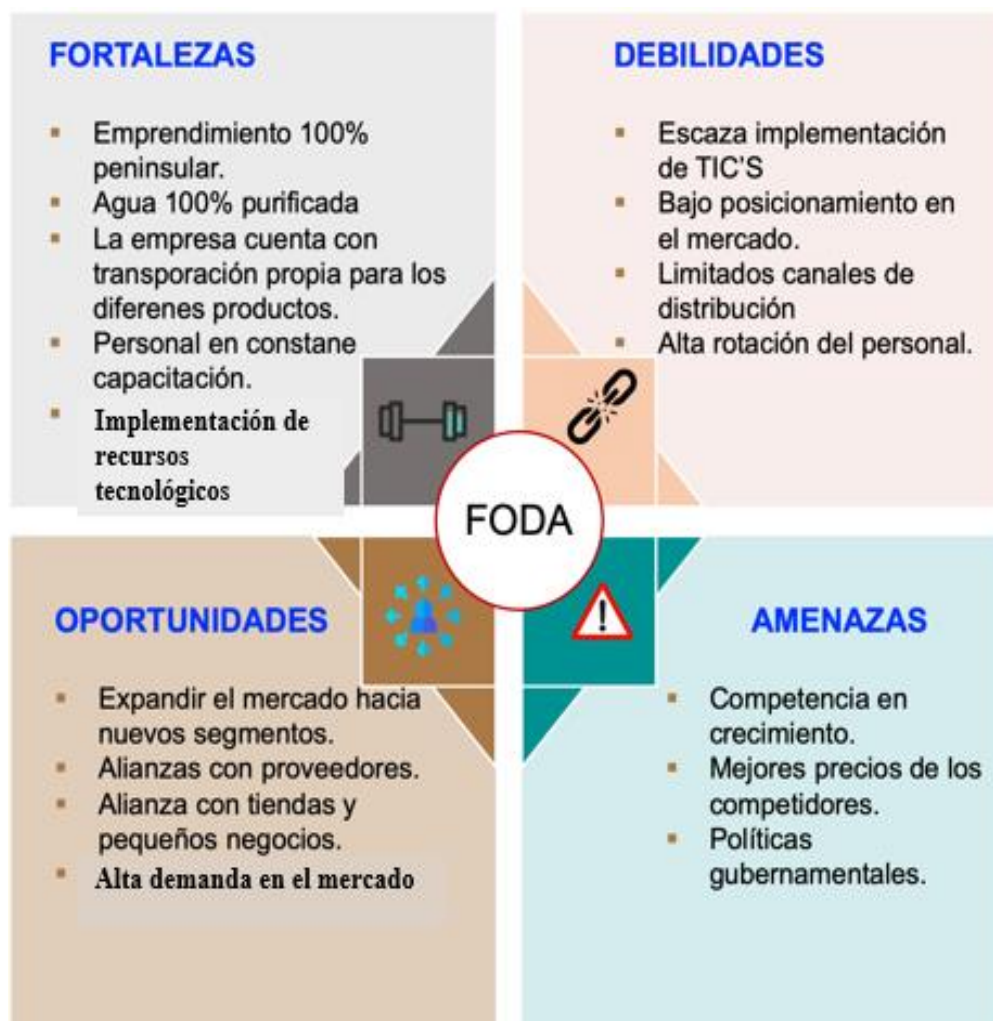 FORTALEZAS
▪ Emprendimiento 100%
peninsular.
▪ Agua 100% purificada
▪ La empresa cuenta con
transporación propia para los
diferenes productos.
▪ Personal en constane
capacitación.
▪ Implementación de
recursos
tecnológicos
DEBILIDADES
▪ Escaza implementación
de TIC'S
▪ Bajo posicionamiento en
el mercado.
▪ Limitados canales de
distribución
▪ Alta rotación del personal.
FODA
OPORTUNIDADES
▪ Expandir el mercado hacia
nuevos segmentos.
▪ Alianzas con proveedores.
▪ Alianza con tiendas y
pequeños negocios.
▪ Alta demanda en el mercado
AMENAZAS
▪ Competencia en
crecimiento.
▪ Mejores precios de los
competidores.
▪ Políticas
gubernamentales.